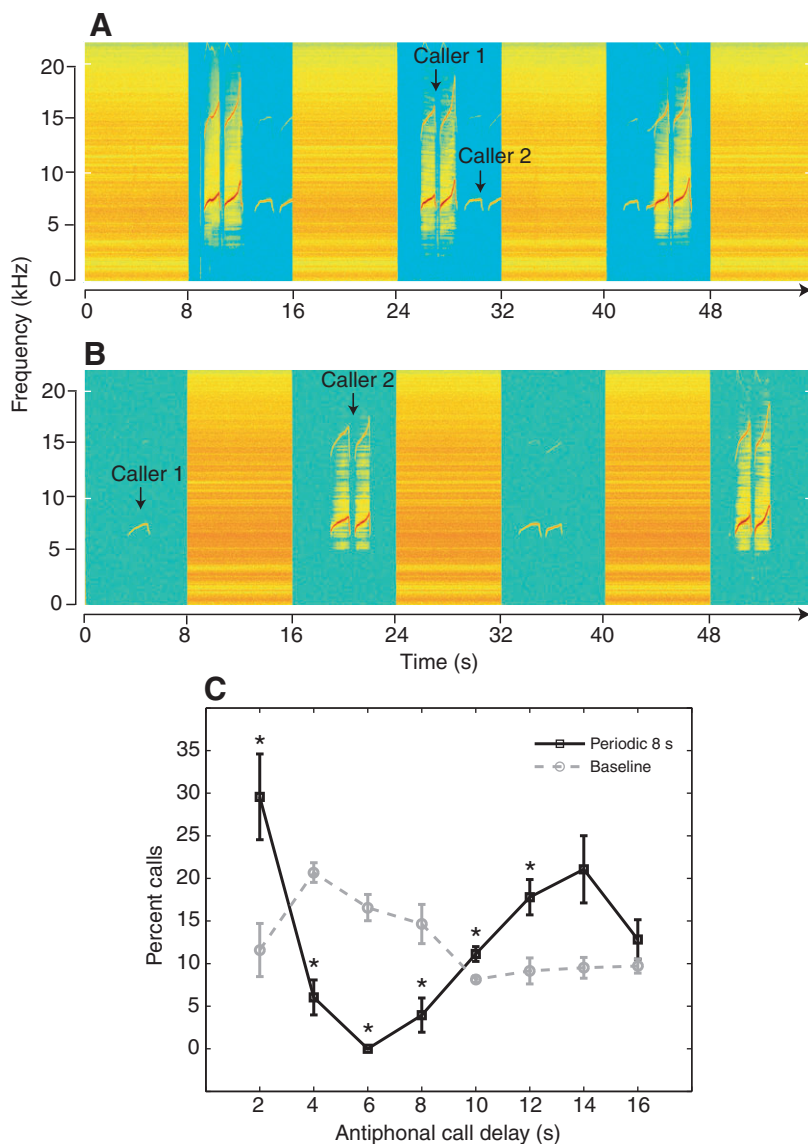 A
Frequency (kHz)
20
15
10
5
0
Caller 1
Caller 2
0 8 16 24 32 40 48
B
20
15
10
5
0
Caller 2
Caller 1
0 8 16 24 32 40 48
Time (s)
C
Percent calls
35
30
25
20
15
10
5
0
* * * * * *
Periodic 8 s
Baseline
2 4 6 8 10 12 14 16
Antiphonal call delay (s)